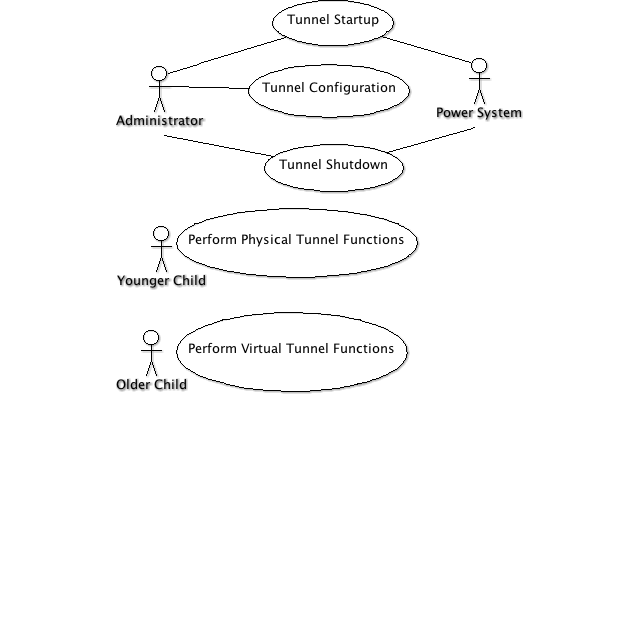 Tunnel Startup
Tunnel Configuration
Administrator
Power System
Tunnel Shutdown
Perform Physical Tunnel Functions
Younger Child
Perform Virtual Tunnel Functions
Older Child